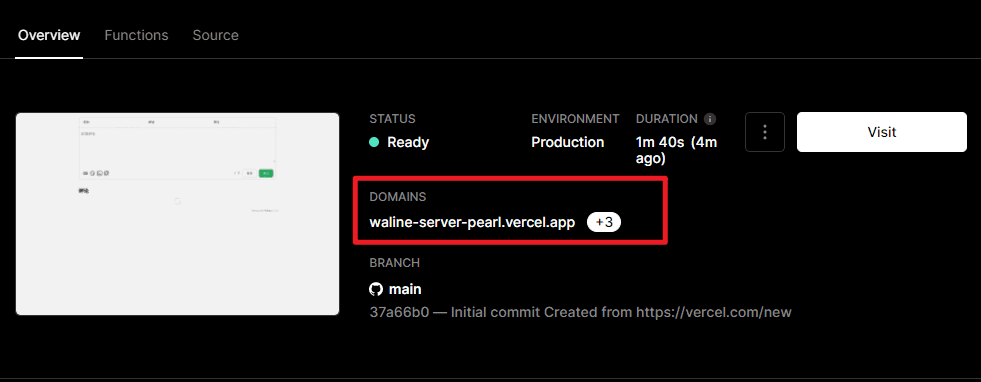 Overview Functions Source
STATUS ENVIRONMENT DURATION
Ready Production 1m 40s (4m ago)
Visit
DOMAINS
waline-server-pearl.vercel.app +3
BRANCH
main
37a66b0 — Initial commit Created from https://vercel.com/new